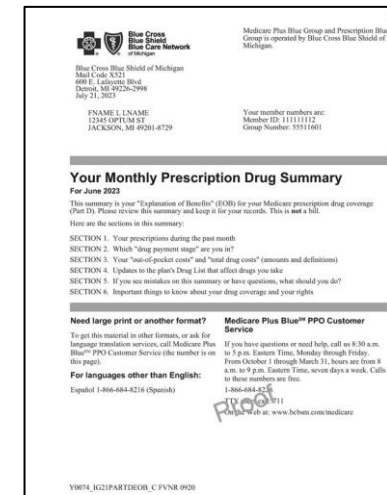 Blue Cross
Blue Shield
Blue Care Network
of Michigan
Medicare Plus Blue Group and Prescription Blue
Group is operated by Blue Cross Blue Shield of
Michigan.
Blue Cross Blue Shield of Michigan
Mail Code X521
600 E. Lafayette Blvd
Detroit, MI 49226-2998
July 21, 2023
FNAME L LNAME
12345 OPTUM ST
JACKSON, MI 49201-8729
Your member numbers are:
Member ID: 111111112
Group Number: 55511601
Your Monthly Prescription Drug Summary
For June 2023
This summary is your "Explanation of Benefits" (EOB) for your Medicare prescription drug coverage
(Part D). Please review this summary and keep it for your records. This is not a bill.
Here are the sections in this summary:
SECTION 1. Your prescriptions during the past month
SECTION 2. Which "drug payment stage" are you in?
SECTION 3. Your "out-of-pocket costs" and "total drug costs" (amounts and definitions)
SECTION 4. Updates to the plan's Drug List that affect drugs you take
SECTION 5. If you see mistakes on this summary or have questions, what should you do?
SECTION 6. Important things to know about your drug coverage and your rights
Need large print or another format?
To get this material in other formats, or ask for
language translation services, call Medicare Plus
Blue℠ PPO Customer Service (the number is on
this page).
For languages other than English:
Español 1-866-684-8216 (Spanish)
Medicare Plus Blue℠ PPO Customer
Service
If you have questions or need help, call us 8:30 a.m.
to 5 p.m. Eastern Time, Monday through Friday.
From October 1 through March 31, hours are from 8
a.m. to 9 p.m. Eastern Time, seven days a week. Calls
to these numbers are free.
1-866-684-8216
TTY users call: 711
On the web at: www.bcbsm.com/medicare
Proof
Y0074_IG21PARTDEOB_C FVNR 0920